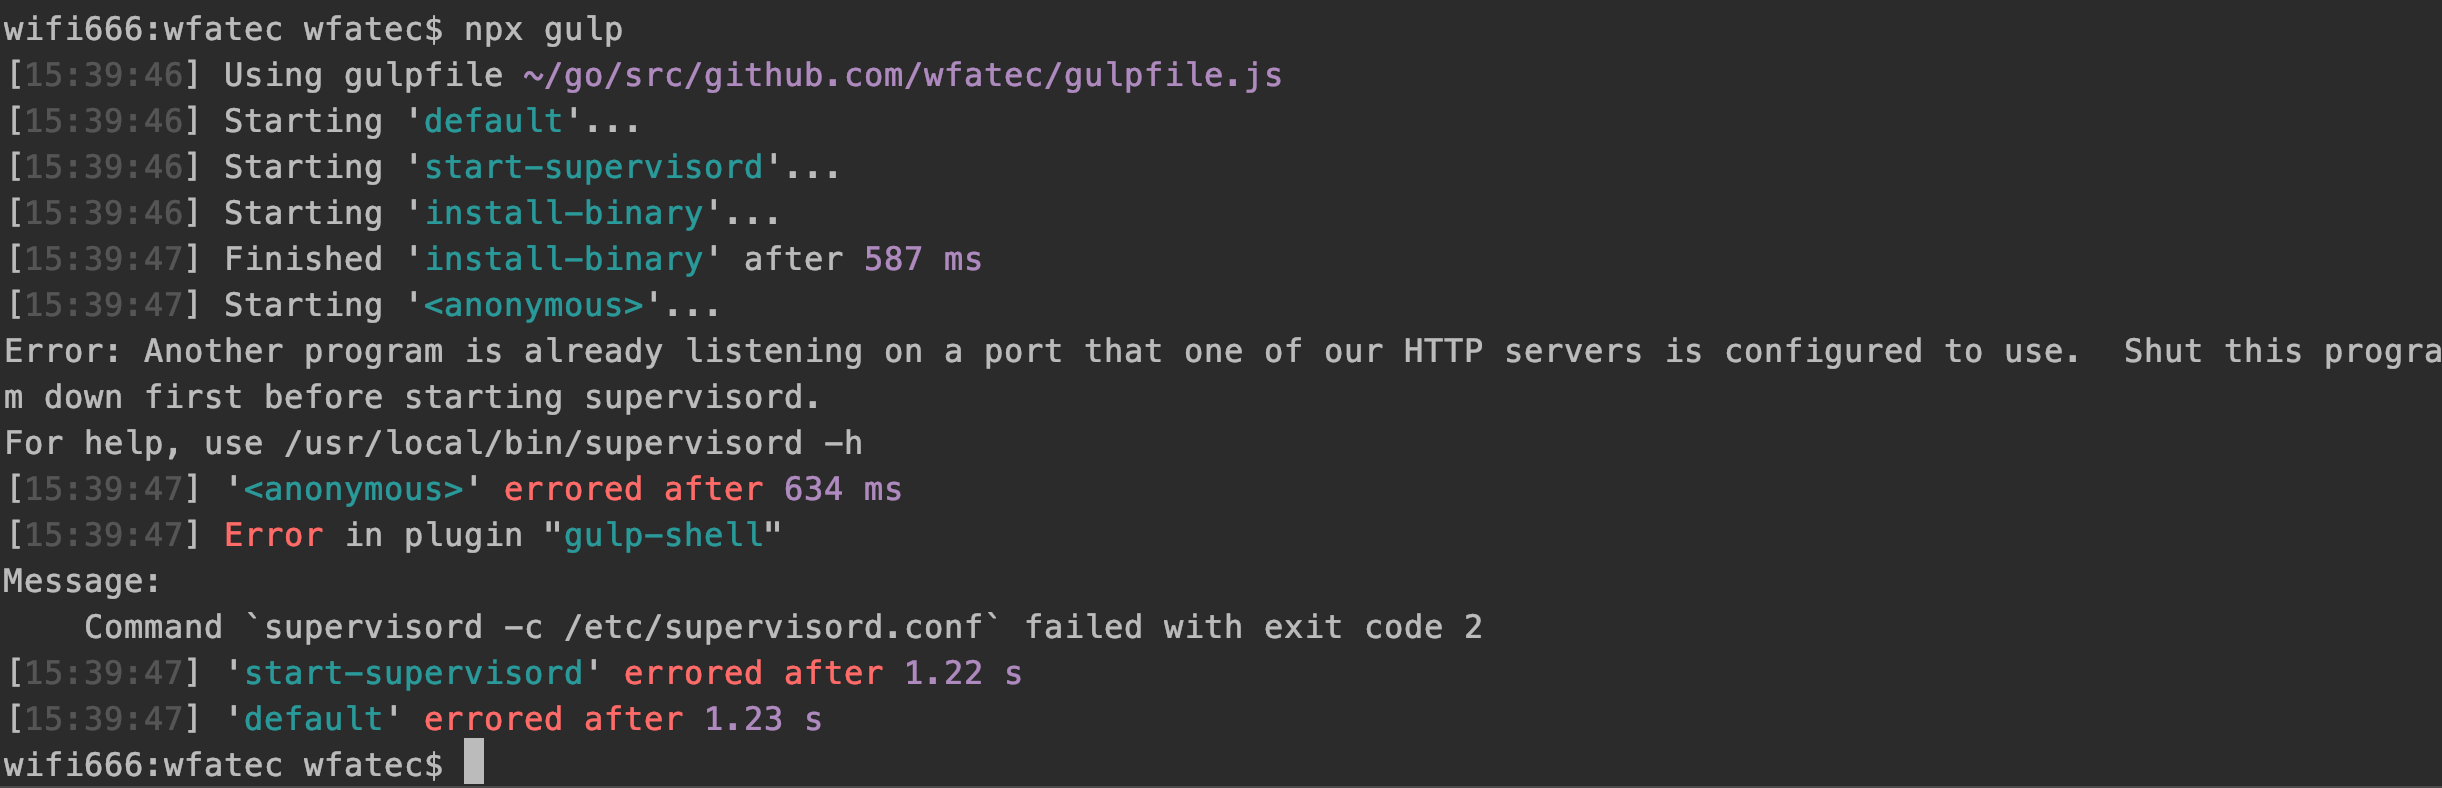 wifi666:wfatec wfatec$ npx gulp
[15:39:46] Using gulpfile ~/go/src/github.com/wfatec/gulpfile.js
[15:39:46] Starting 'default'...
[15:39:46] Starting 'start-supervisord'...
[15:39:46] Starting 'install-binary'...
[15:39:47] Finished 'install-binary' after 587 ms
[15:39:47] Starting '<anonymous>'...
Error: Another program is already listening on a port that one of our HTTP servers is configured to use.  Shut this progra
m down first before starting supervisord.
For help, use /usr/local/bin/supervisord -h
[15:39:47] '<anonymous>' errored after 634 ms
[15:39:47] Error in plugin "gulp-shell"
Message:
    Command `supervisord -c /etc/supervisord.conf` failed with exit code 2
[15:39:47] 'start-supervisord' errored after 1.22 s
[15:39:47] 'default' errored after 1.23 s
wifi666:wfatec wfatec$